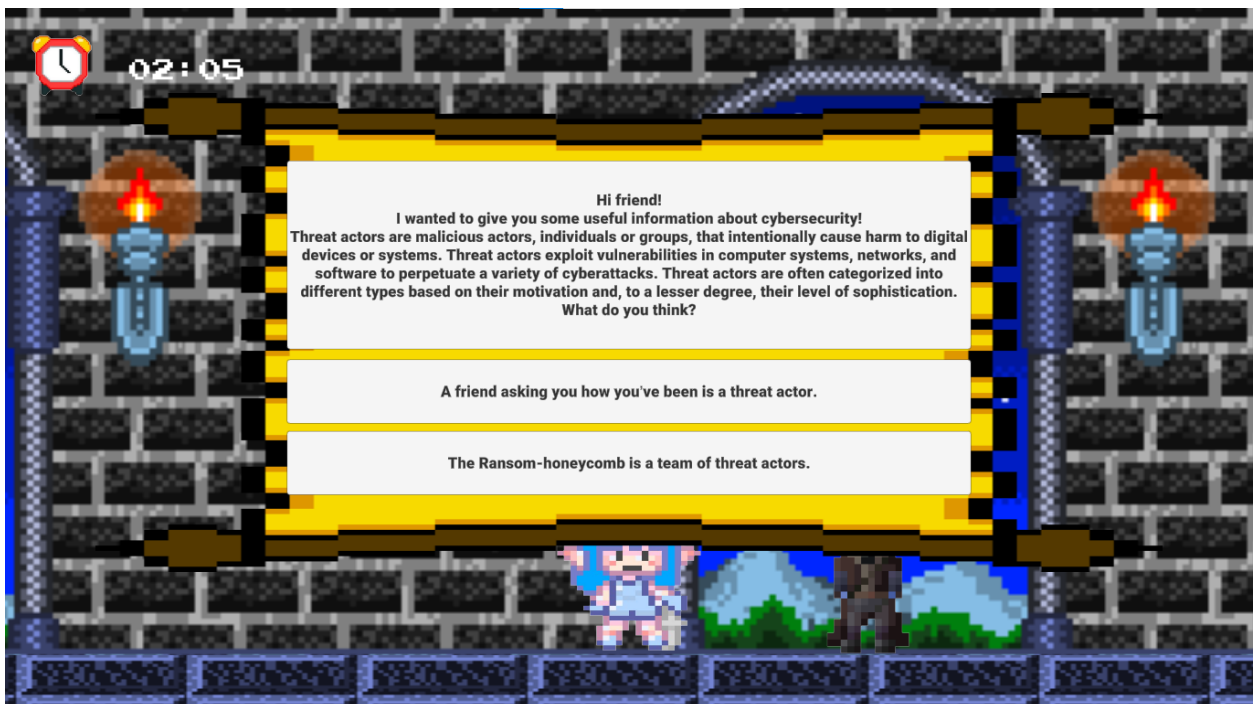 02:05
Hi friend!
I wanted to give you some useful information about cybersecurity!
Threat actors are malicious actors, individuals or groups, that intentionally cause harm to digital
devices or systems. Threat actors exploit vulnerabilities in computer systems, networks, and
software to perpetuate a variety of cyberattacks. Threat actors are often categorized into
different types based on their motivation and, to a lesser degree, their level of sophistication.
What do you think?
A friend asking you how you've been is a threat actor.
The Ransom-honeycomb is a team of threat actors.